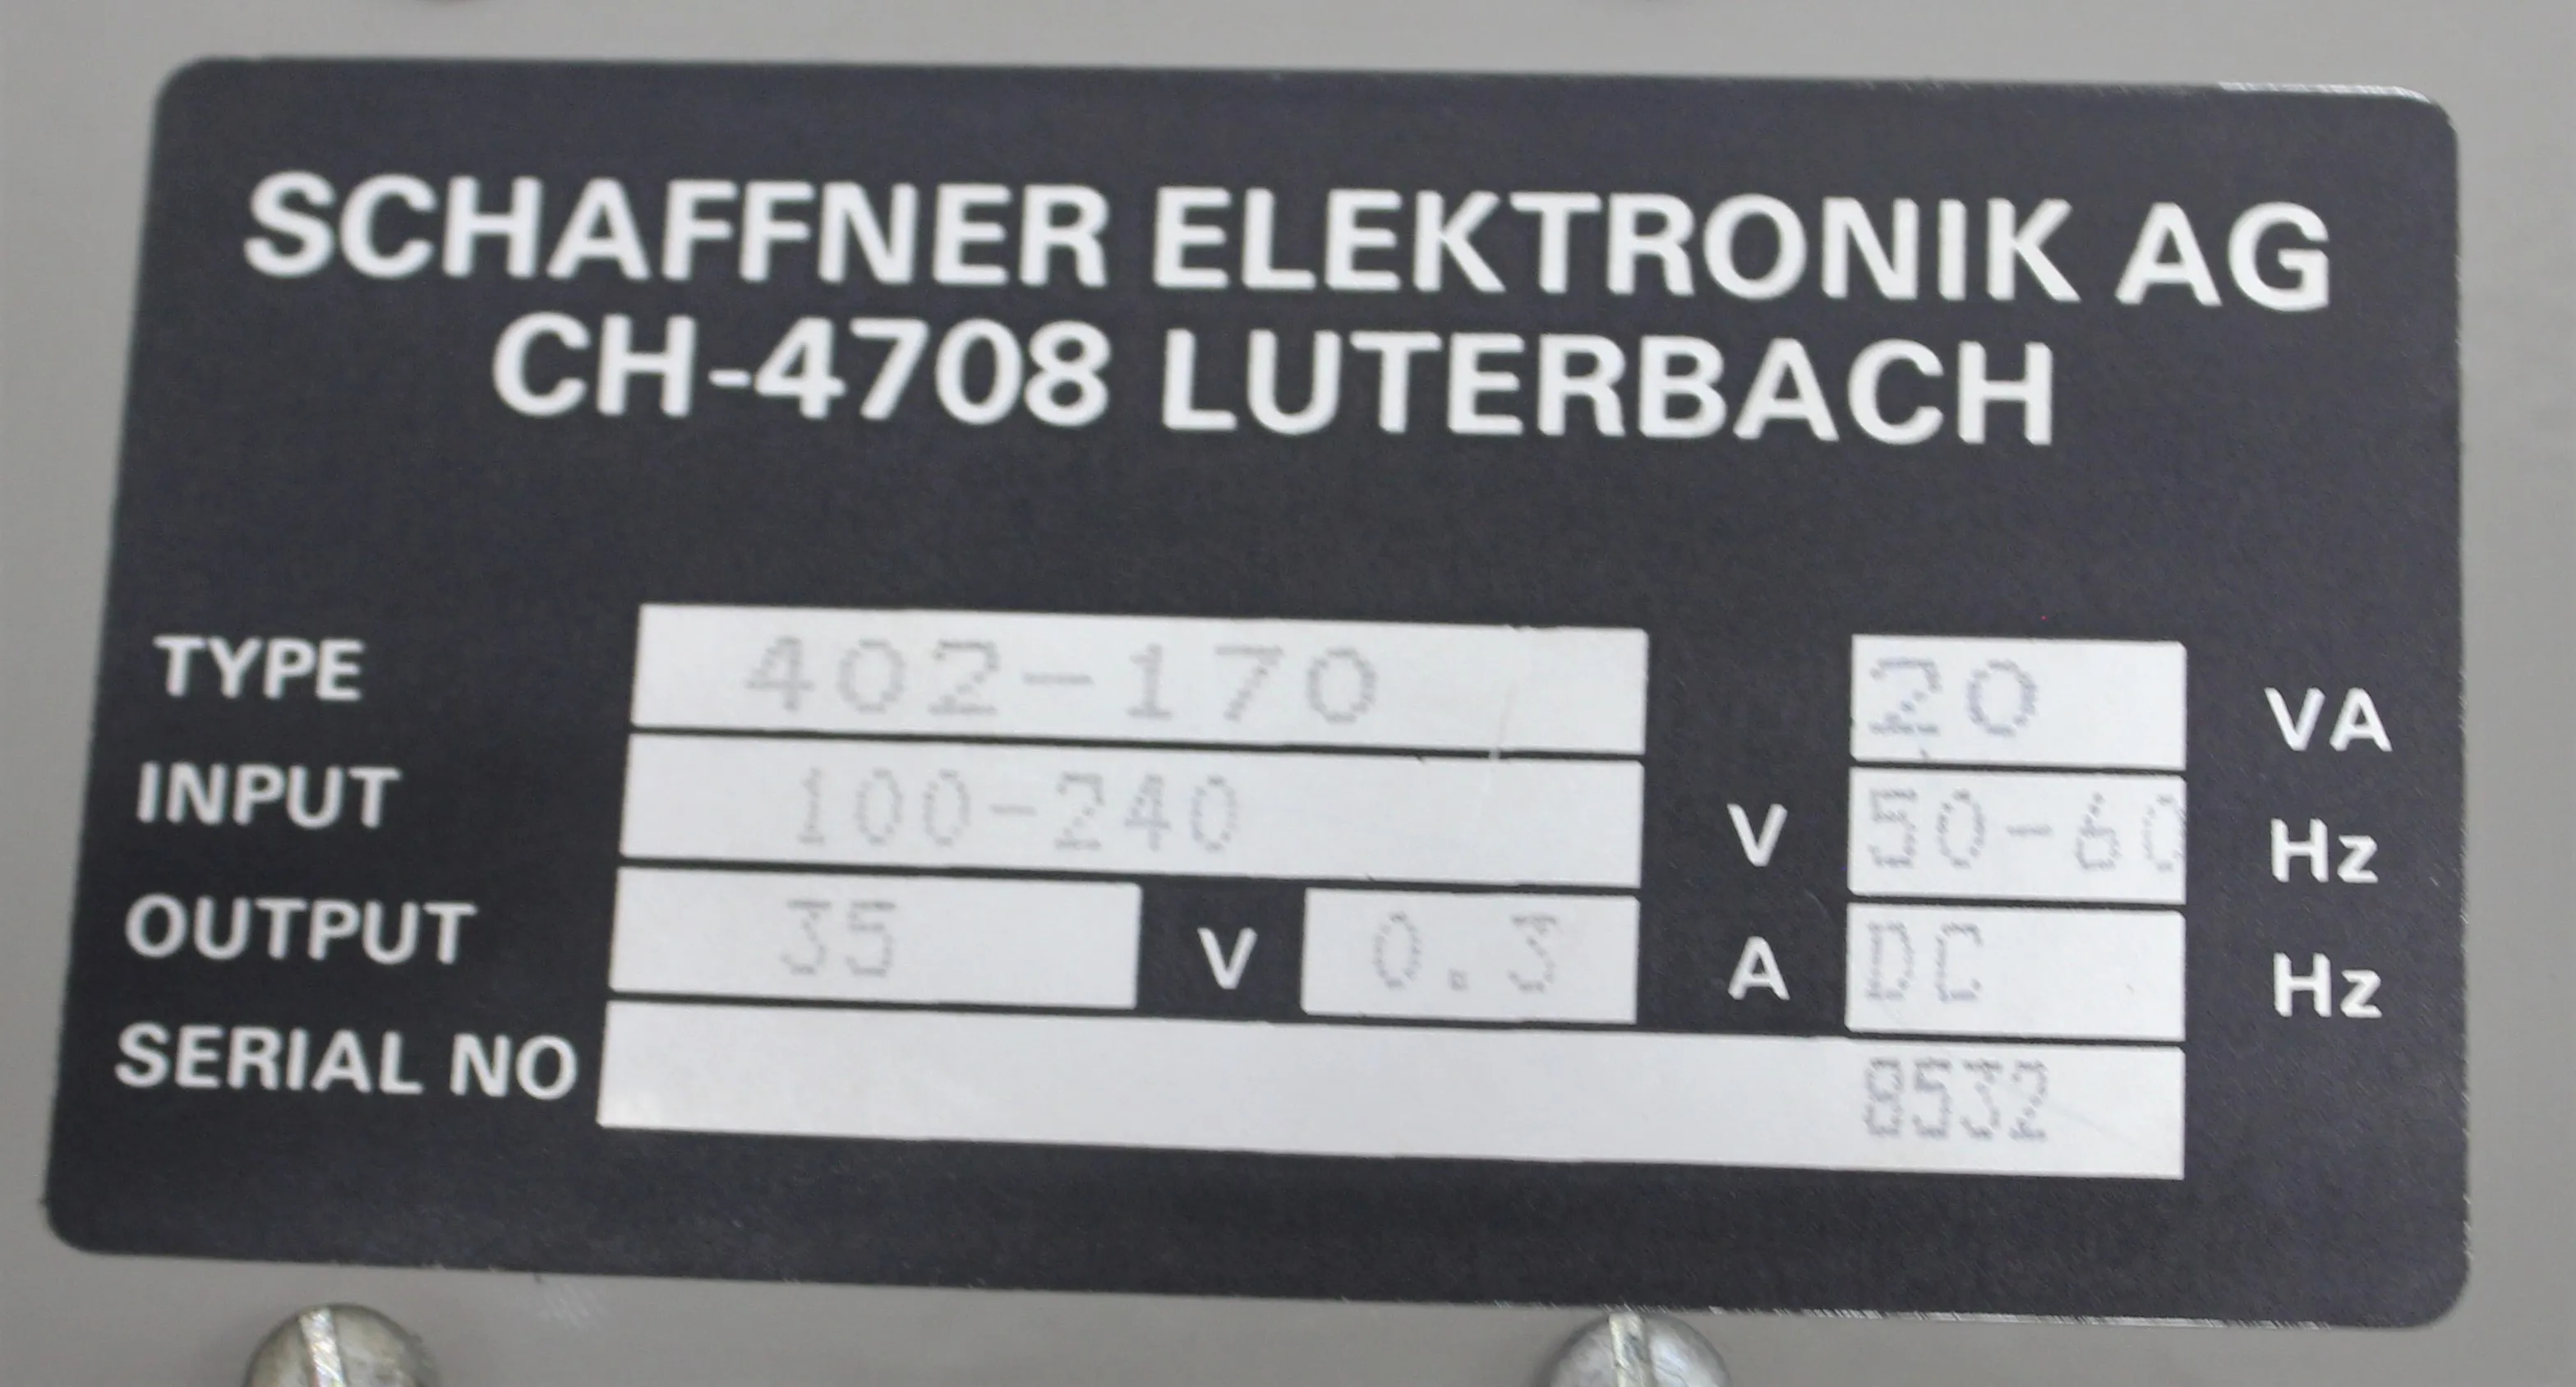 SCHAFFNER ELEKTRONIK AG
CH-4708 LUTERBACH
TYPE 402-170 20 VA
INPUT 100-240 V 50-60 Hz
OUTPUT 35 V 0.3 A DC Hz
SERIAL NO 8532